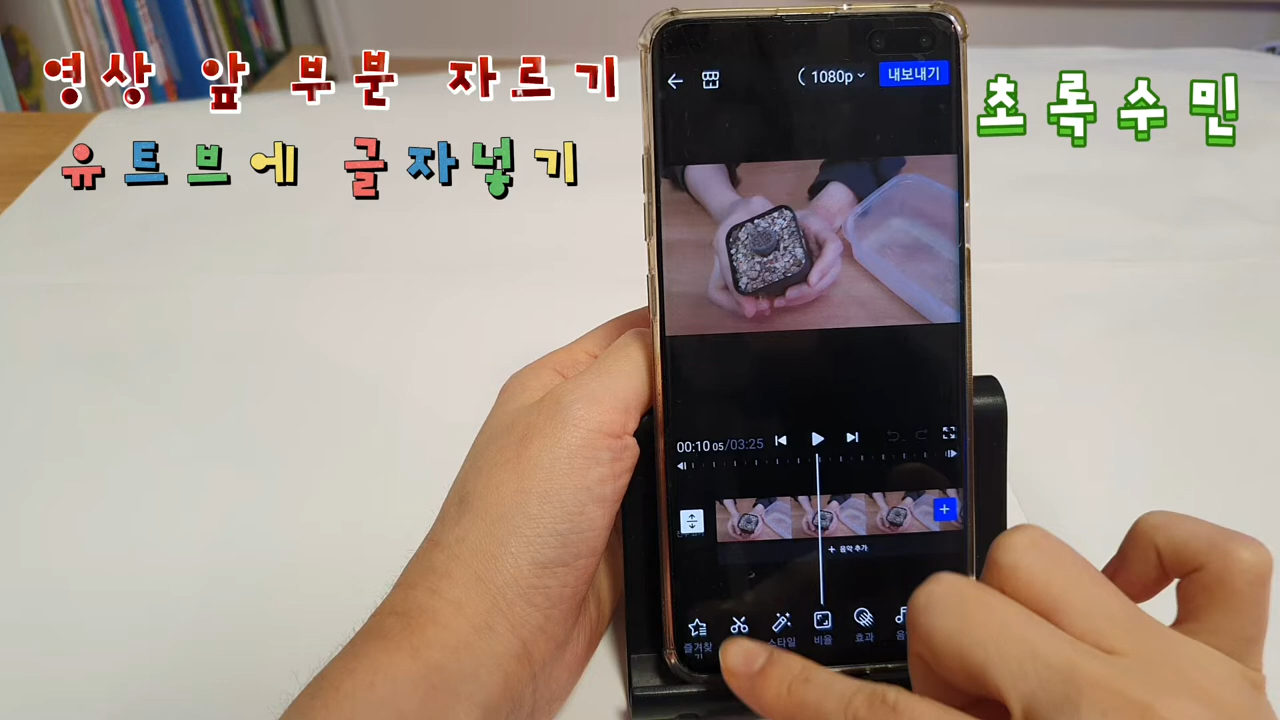 영상 앞 부분 자르기
유트브에 글자넣기
초록수민
1080p
내보내기
00:10 05/03:25
음악 추가
즐겨찾기
스타일
비율
효과